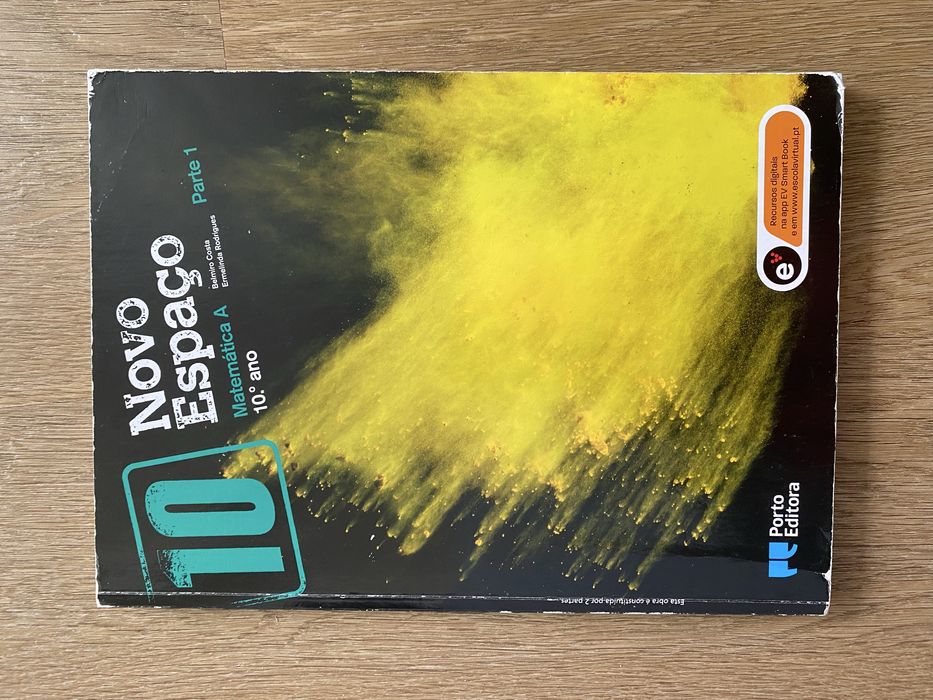 10
Novo
Espaço
Matemática A
10.º ano
Belmiro Costa
Ermelinda Rodrigues
Parte 1
Esta obra é constituída por 2 partes.
Porto
Editora
e
Recursos digitais
na app EV Smart Book
e em www.escolavirtual.pt